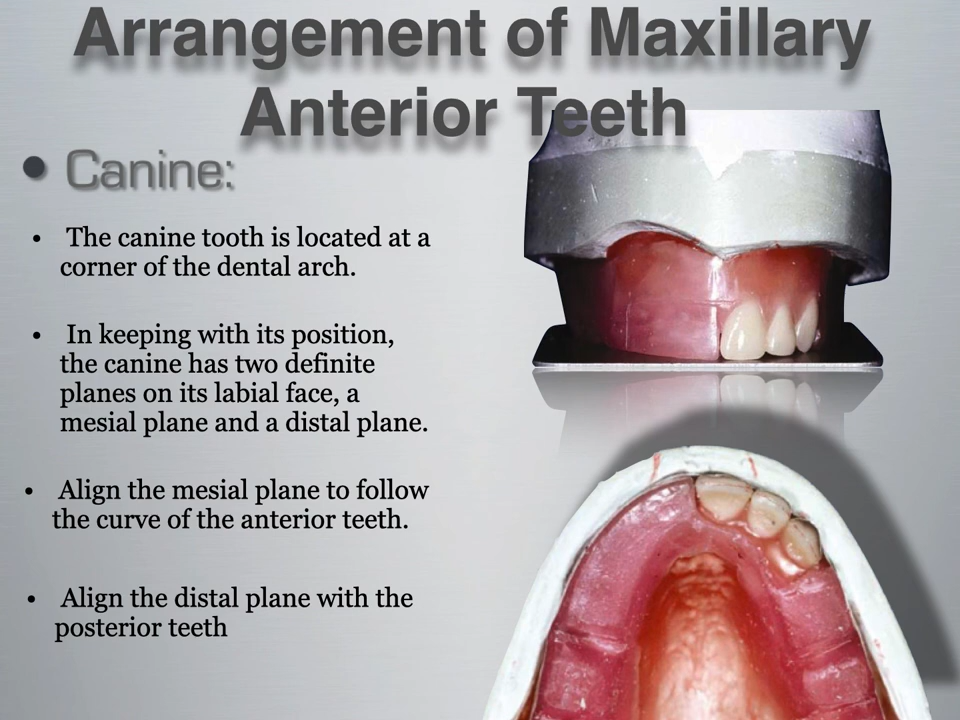 Arrangement of Maxillary
Anterior Teeth
• Canine:
• The canine tooth is located at a
corner of the dental arch.
• In keeping with its position,
the canine has two definite
planes on its labial face, a
mesial plane and a distal plane.
• Align the mesial plane to follow
the curve of the anterior teeth.
• Align the distal plane with the
posterior teeth